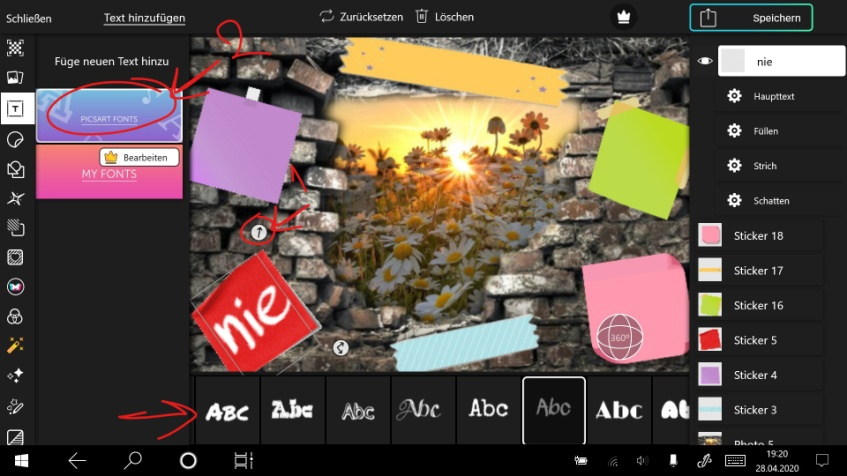 Schließen
Text hinzufügen
Zurücksetzen
Löschen
Speichern
2
Füge neuen Text hinzu
PICSART FONTS
Bearbeiten
MY FONTS
1
nie
360°
nie
Haupttext
Füllen
Strich
Schatten
Sticker 18
Sticker 17
Sticker 16
Sticker 5
Sticker 4
Sticker 3
Photo 5
ABC Abc Abc Abc Abc Abc Abc
19:20
28.04.2020